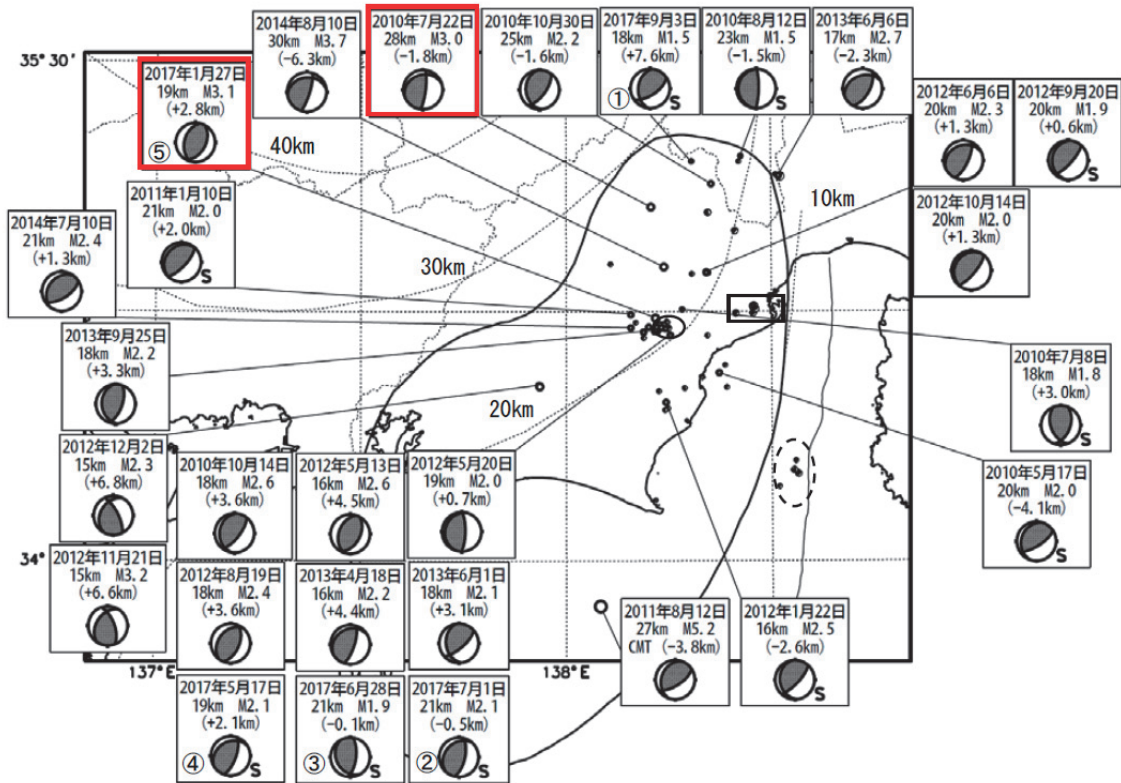 35° 30′
2014年8月10日
30km M3.7
(-6.3km)
2010年7月22日
28km M3.0
(-1.8km)
2010年10月30日
25km M2.2
(-1.6km)
2017年9月3日
18km M1.5
(+7.6km)
①
S
2010年8月12日
23km M1.5
(-1.5km)
S
2013年6月6日
17km M2.7
(-2.3km)
2017年1月27日
19km M3.1
(+2.8km)
⑤
2012年6月6日
20km M2.3
(+1.3km)
2012年9月20日
20km M1.9
(+0.6km)
S
40km
10km
30km
20km
2011年1月10日
21km M2.0
(+2.0km)
S
2012年10月14日
20km M2.0
(+1.3km)
2014年7月10日
21km M2.4
(+1.3km)
2013年9月25日
18km M2.2
(+3.3km)
2010年7月8日
18km M1.8
(+3.0km)
S
2012年12月2日
15km M2.3
(+6.8km)
2010年10月14日
18km M2.6
(+3.6km)
2012年5月13日
16km M2.6
(+4.5km)
2012年5月20日
19km M2.0
(+0.7km)
2010年5月17日
20km M2.0
(-4.1km)
S
34°
2012年11月21日
15km M3.2
(+6.6km)
2012年8月19日
18km M2.4
(+3.6km)
2013年4月18日
16km M2.2
(+4.4km)
2013年6月1日
18km M2.1
(+3.1km)
2011年8月12日
27km M5.2
CMT (-3.8km)
2012年1月22日
16km M2.5
(-2.6km)
S
137°E
138°E
2017年5月17日
19km M2.1
(+2.1km)
④
S
2017年6月28日
21km M1.9
(-0.1km)
③
S
2017年7月1日
21km M2.1
(-0.5km)
②
S